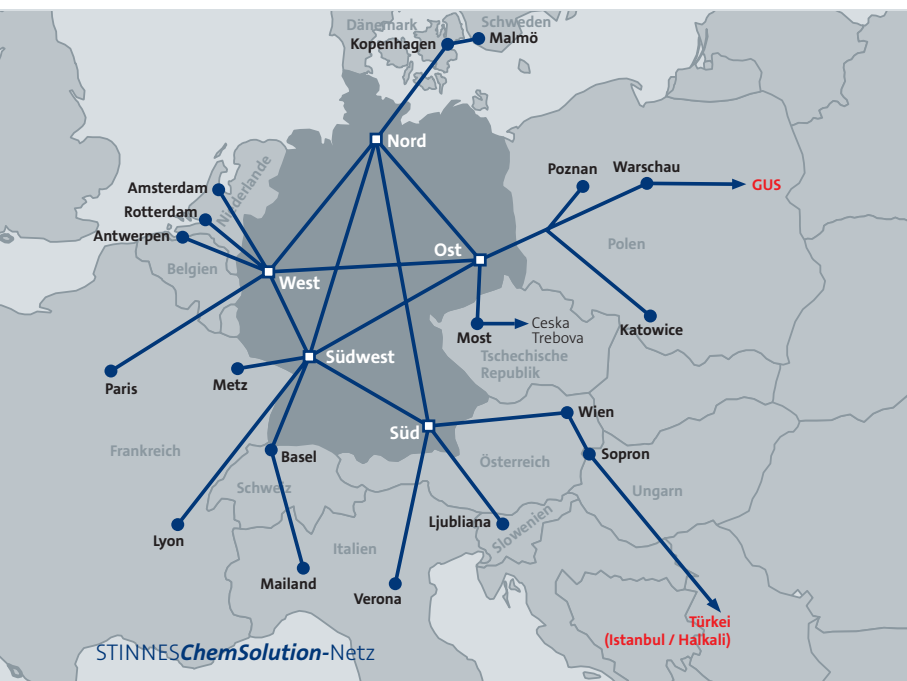 Dänemark
Schweden
Kopenhagen
Malmö
Nord
Poznan
Warschau
GUS
Amsterdam
Niederlande
Rotterdam
Antwerpen
Ost
Polen
Belgien
West
Most
Ceska
Trebova
Katowice
Tschechische
Republik
Südwest
Metz
Paris
Wien
Süd
Frankreich
Basel
Österreich
Sopron
Schweiz
Ungarn
Lyon
Ljubliana
Slowenien
Italien
Mailand
Verona
Türkei
(Istanbul / Halkali)
STINNESChemSolution-Netz